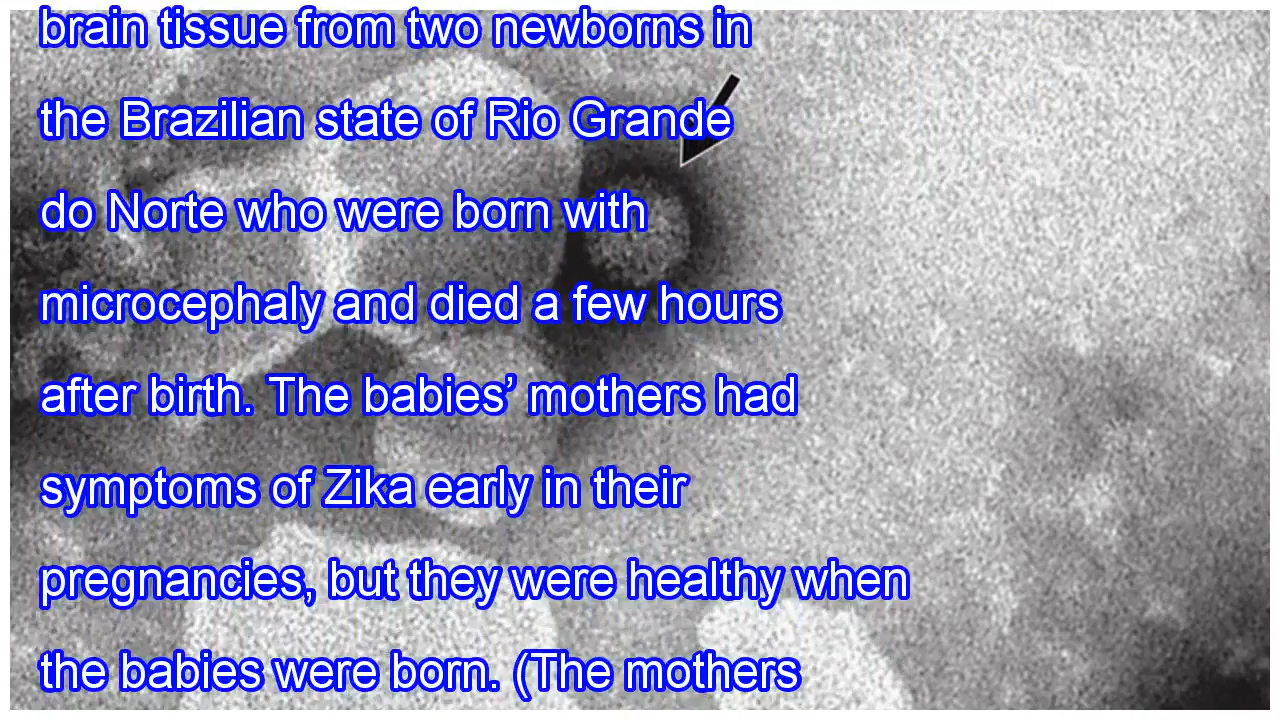 brain tissue from two newborns in
the Brazilian state of Rio Grande
do Norte who were born with
microcephaly and died a few hours
after birth. The babies’ mothers had
symptoms of Zika early in their
pregnancies, but they were healthy when
the babies were born. (The mothers